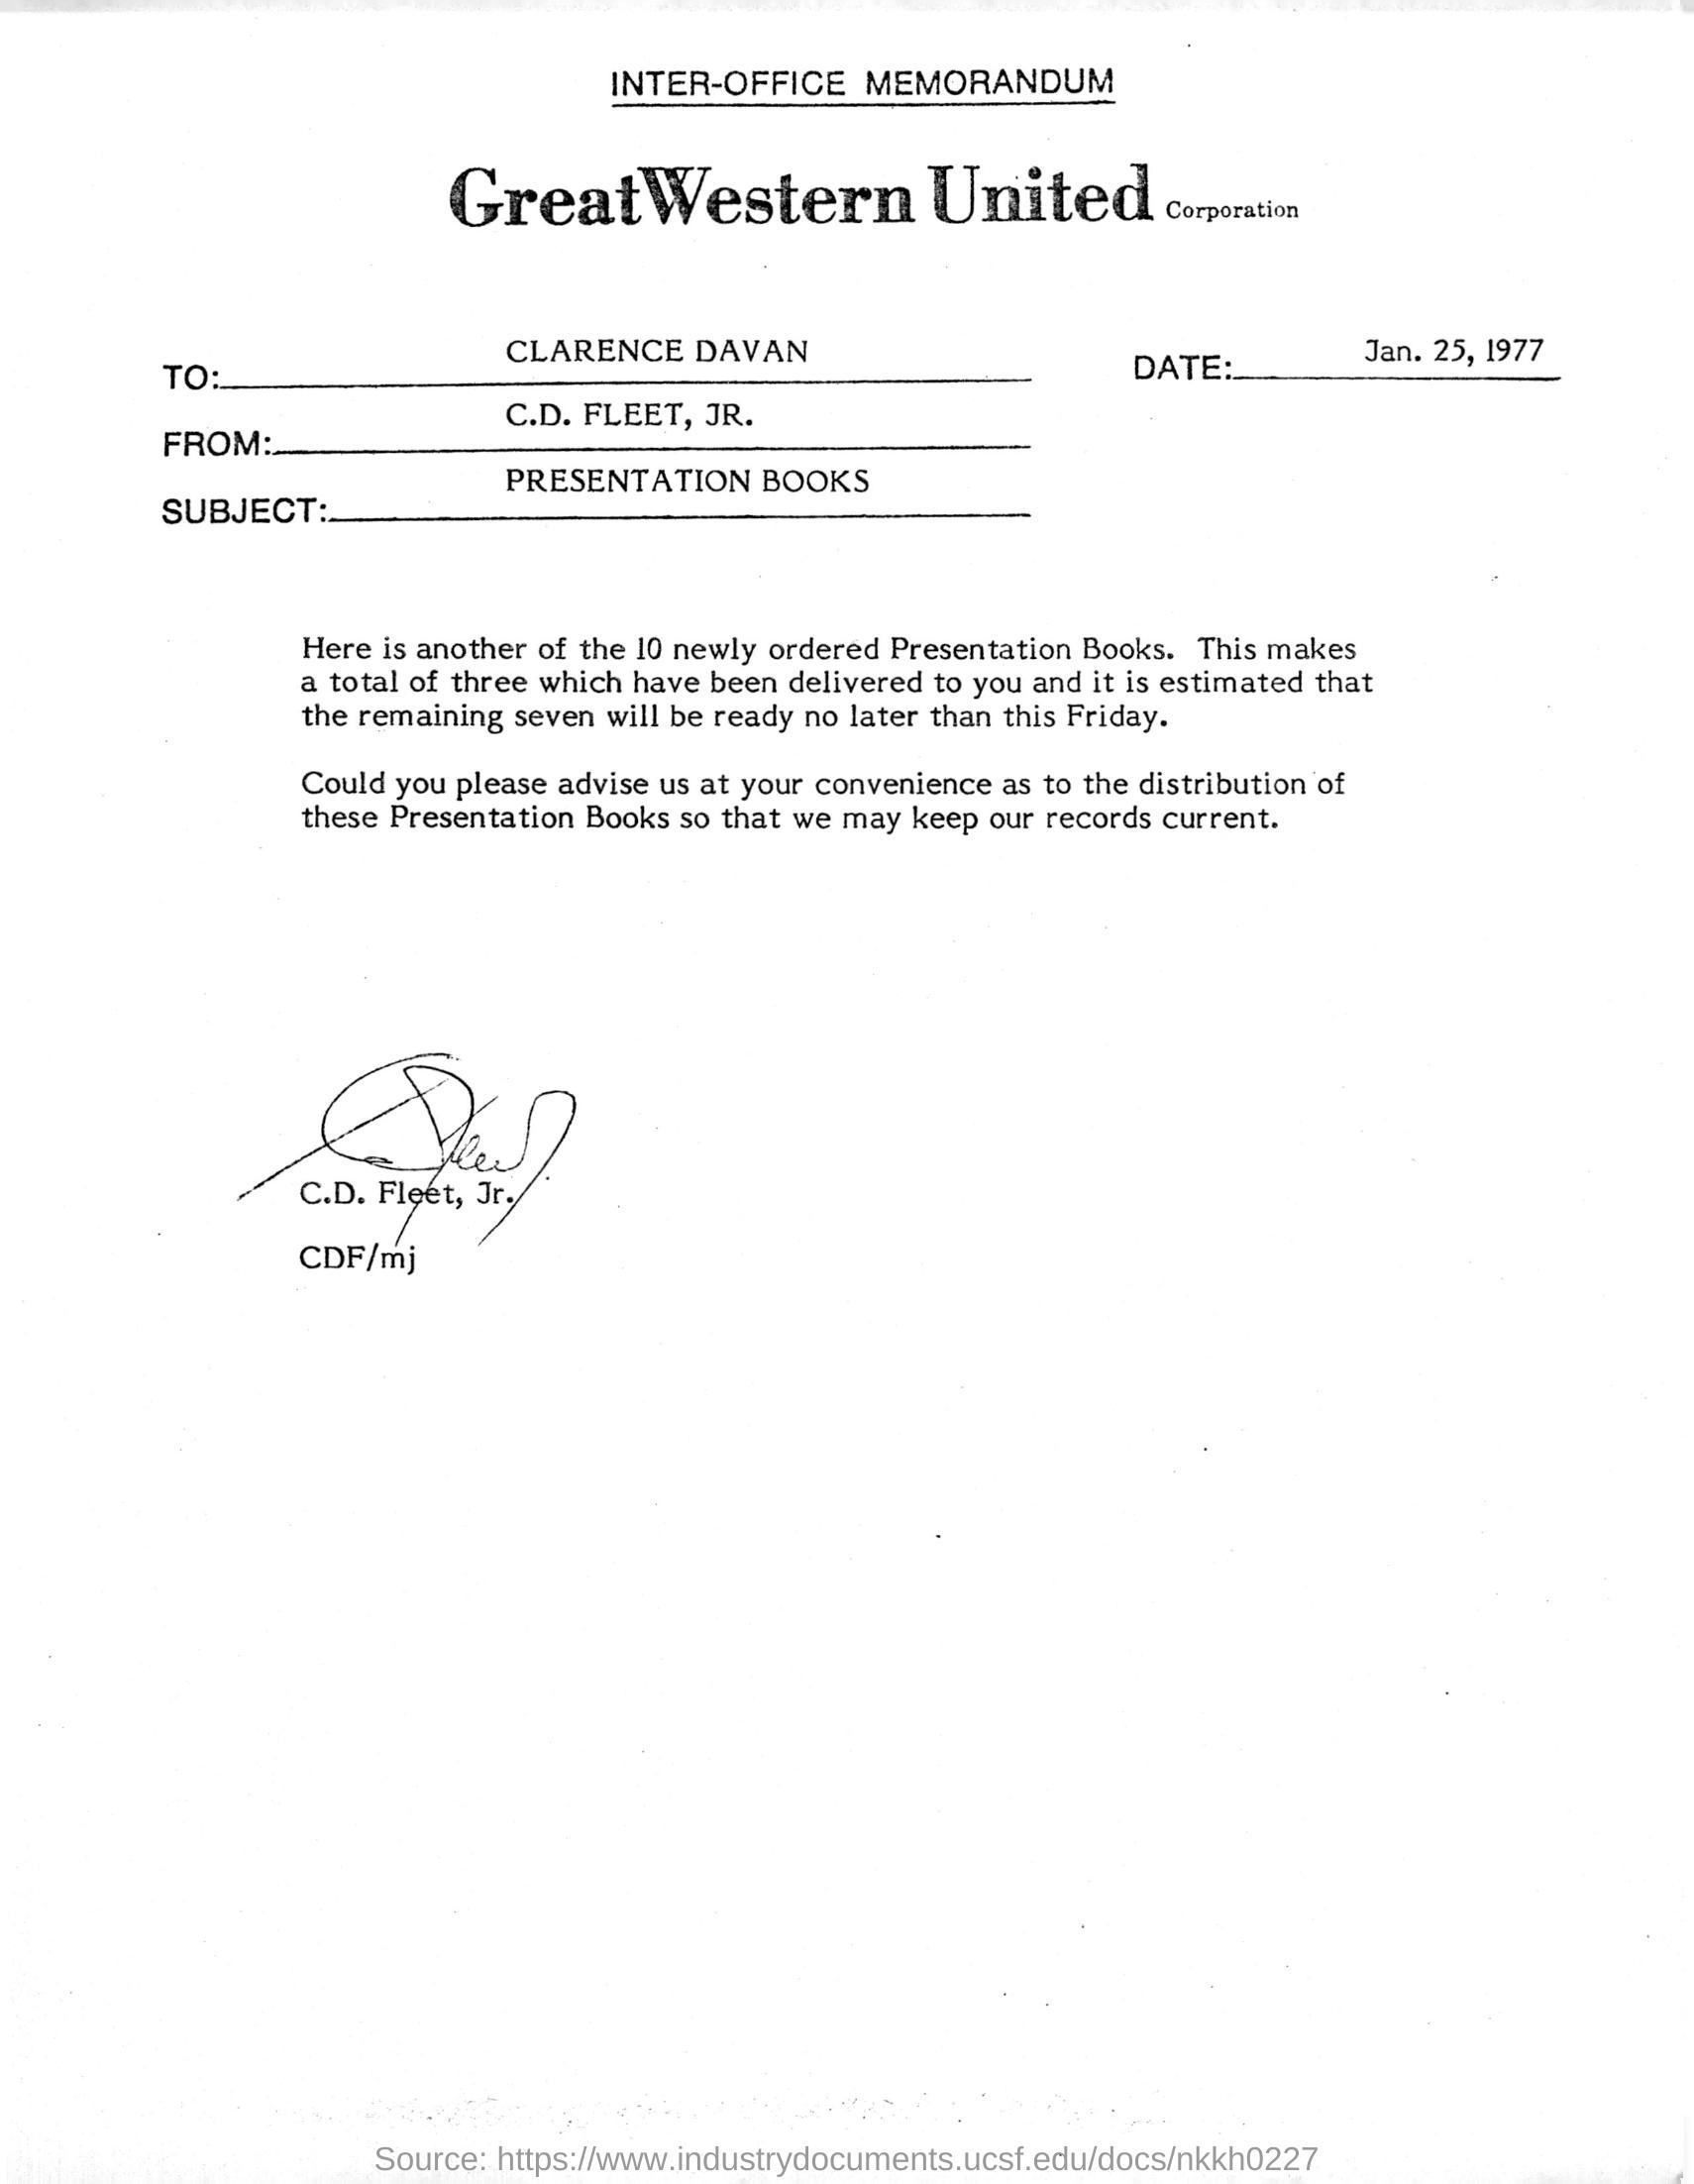 INTER-OFFICE MEMORANDUM
GreatWestern United Corporation
TO: CLARENCE DAVAN DATE: Jan. 25, 1977
FROM: C.D. FLEET, JR.
SUBJECT: PRESENTATION BOOKS
Here is another of the 10 newly ordered Presentation Books. This makes
a total of three which have been delivered to you and it is estimated that
the remaining seven will be ready no later than this Friday.
Could you please advise us at your convenience as to the distribution of
these Presentation Books so that we may keep our records current.
C.D. Fleet, Jr.
CDF/mj
Source: https://www.industrydocuments.ucsf.edu/docs/nkkh0227